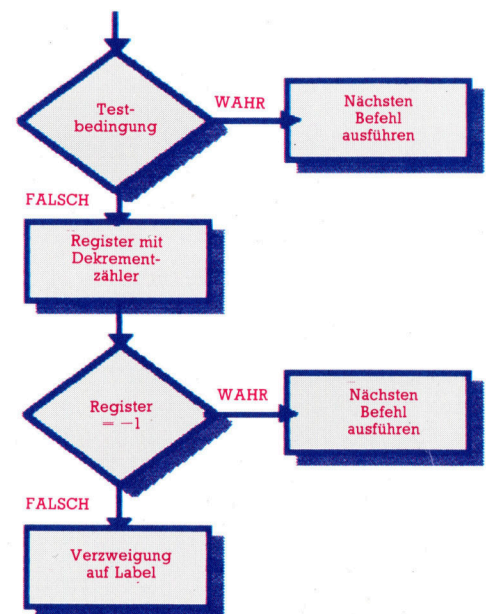 Test-
bedingung
WAHR
Nächsten
Befehl
ausführen
FALSCH
Register mit
Dekrement-
zähler
Register
= —1
WAHR
Nächsten
Befehl
ausführen
FALSCH
Verzweigung
auf Label